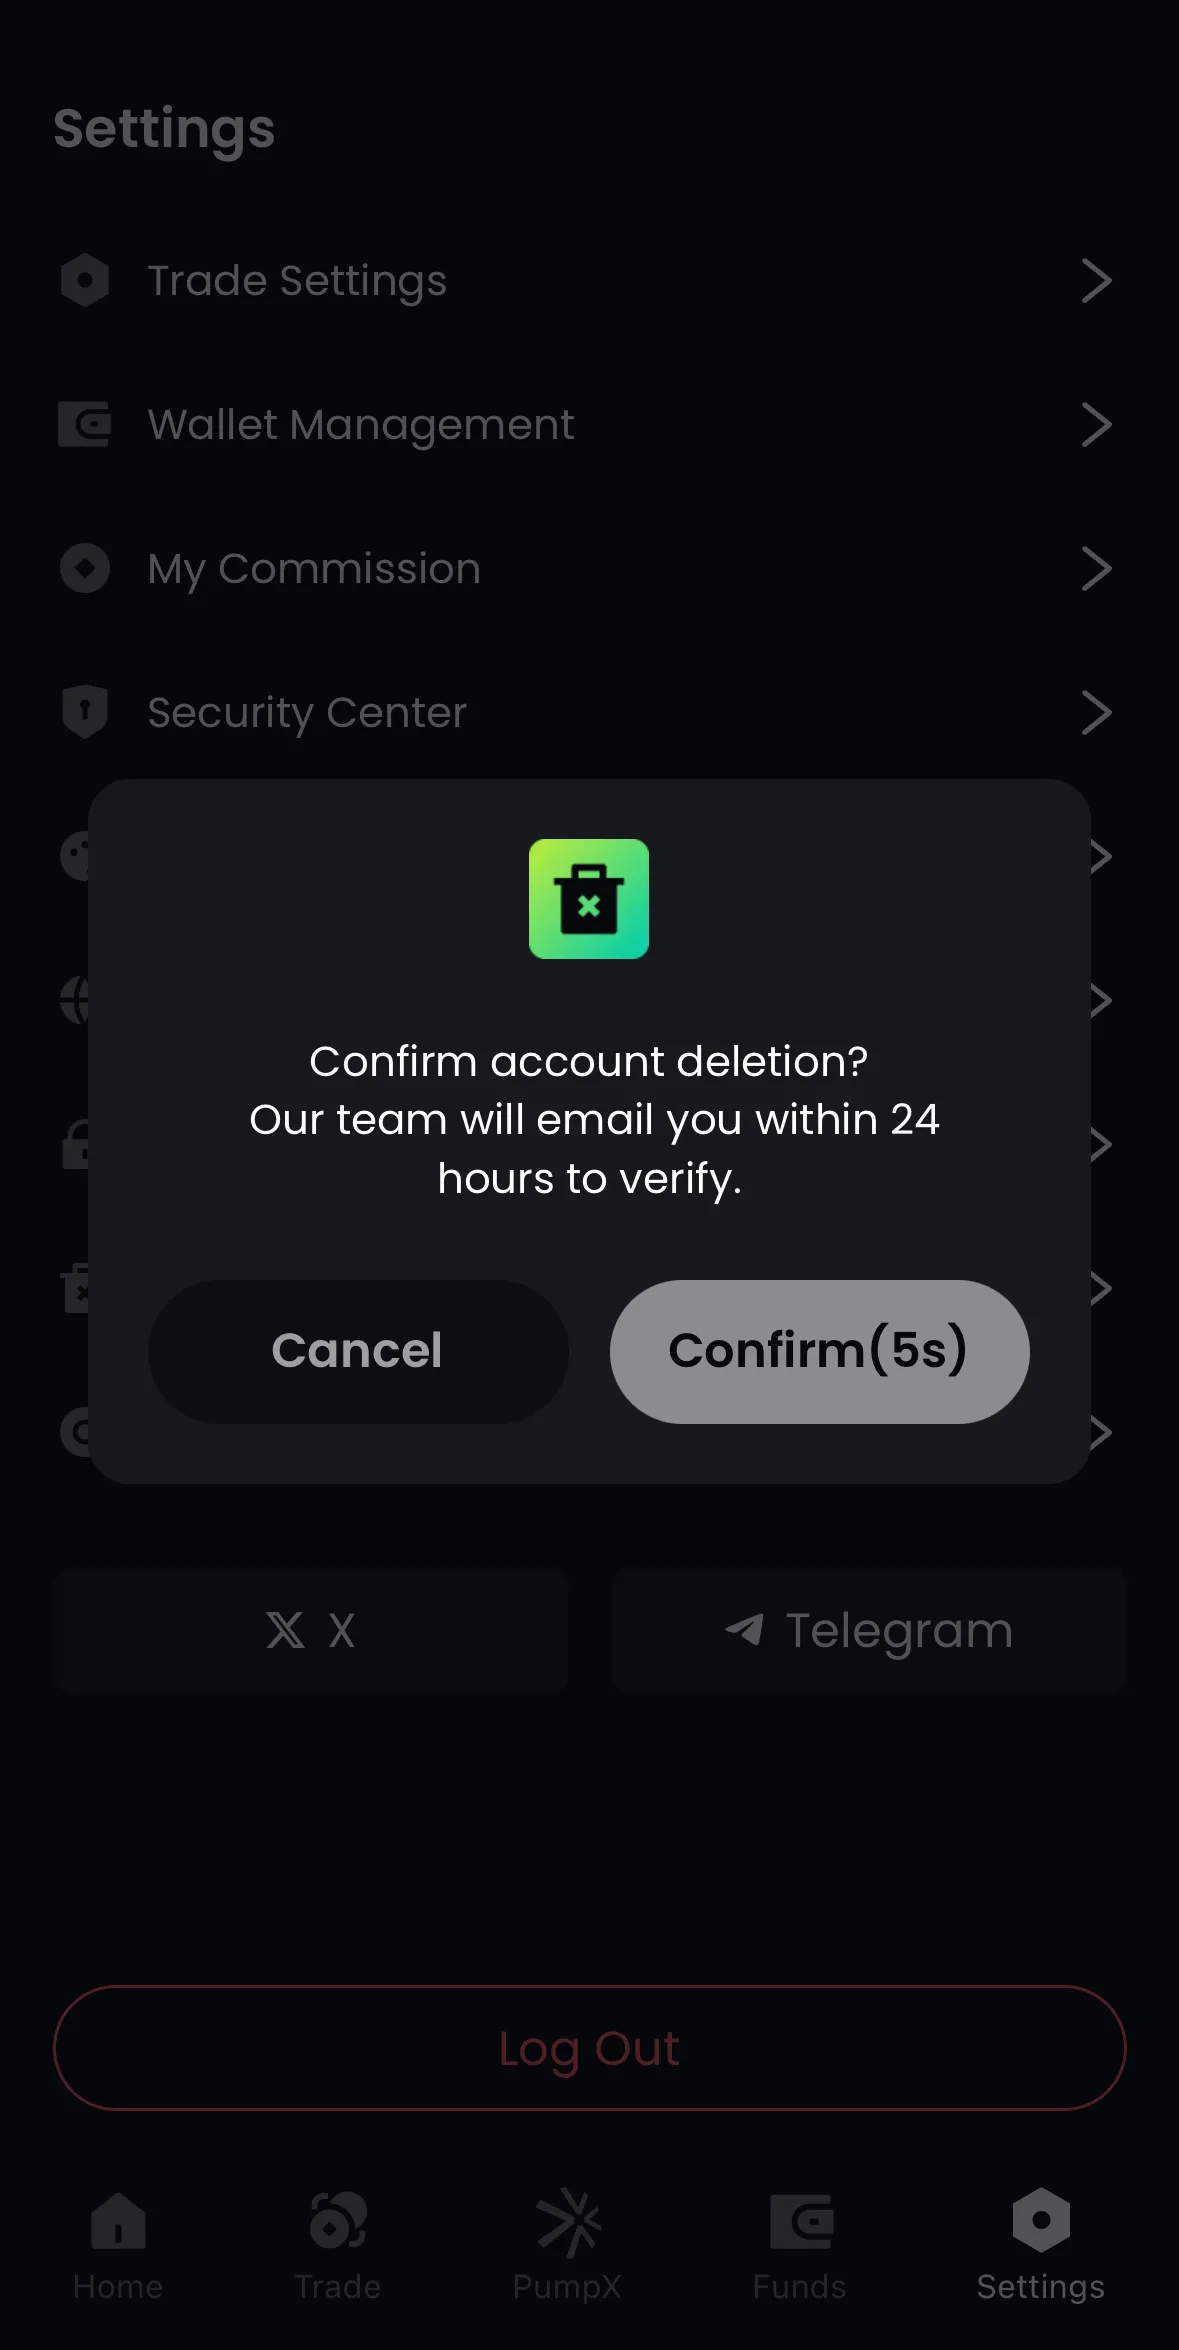 Settings
Trade Settings
Wallet Management
My Commission
Security Center
Confirm account deletion?
Our team will email you within 24
hours to verify.
Cancel
Confirm(5s)
X
Telegram
Log Out
Home
Trade
PumpX
Funds
Settings